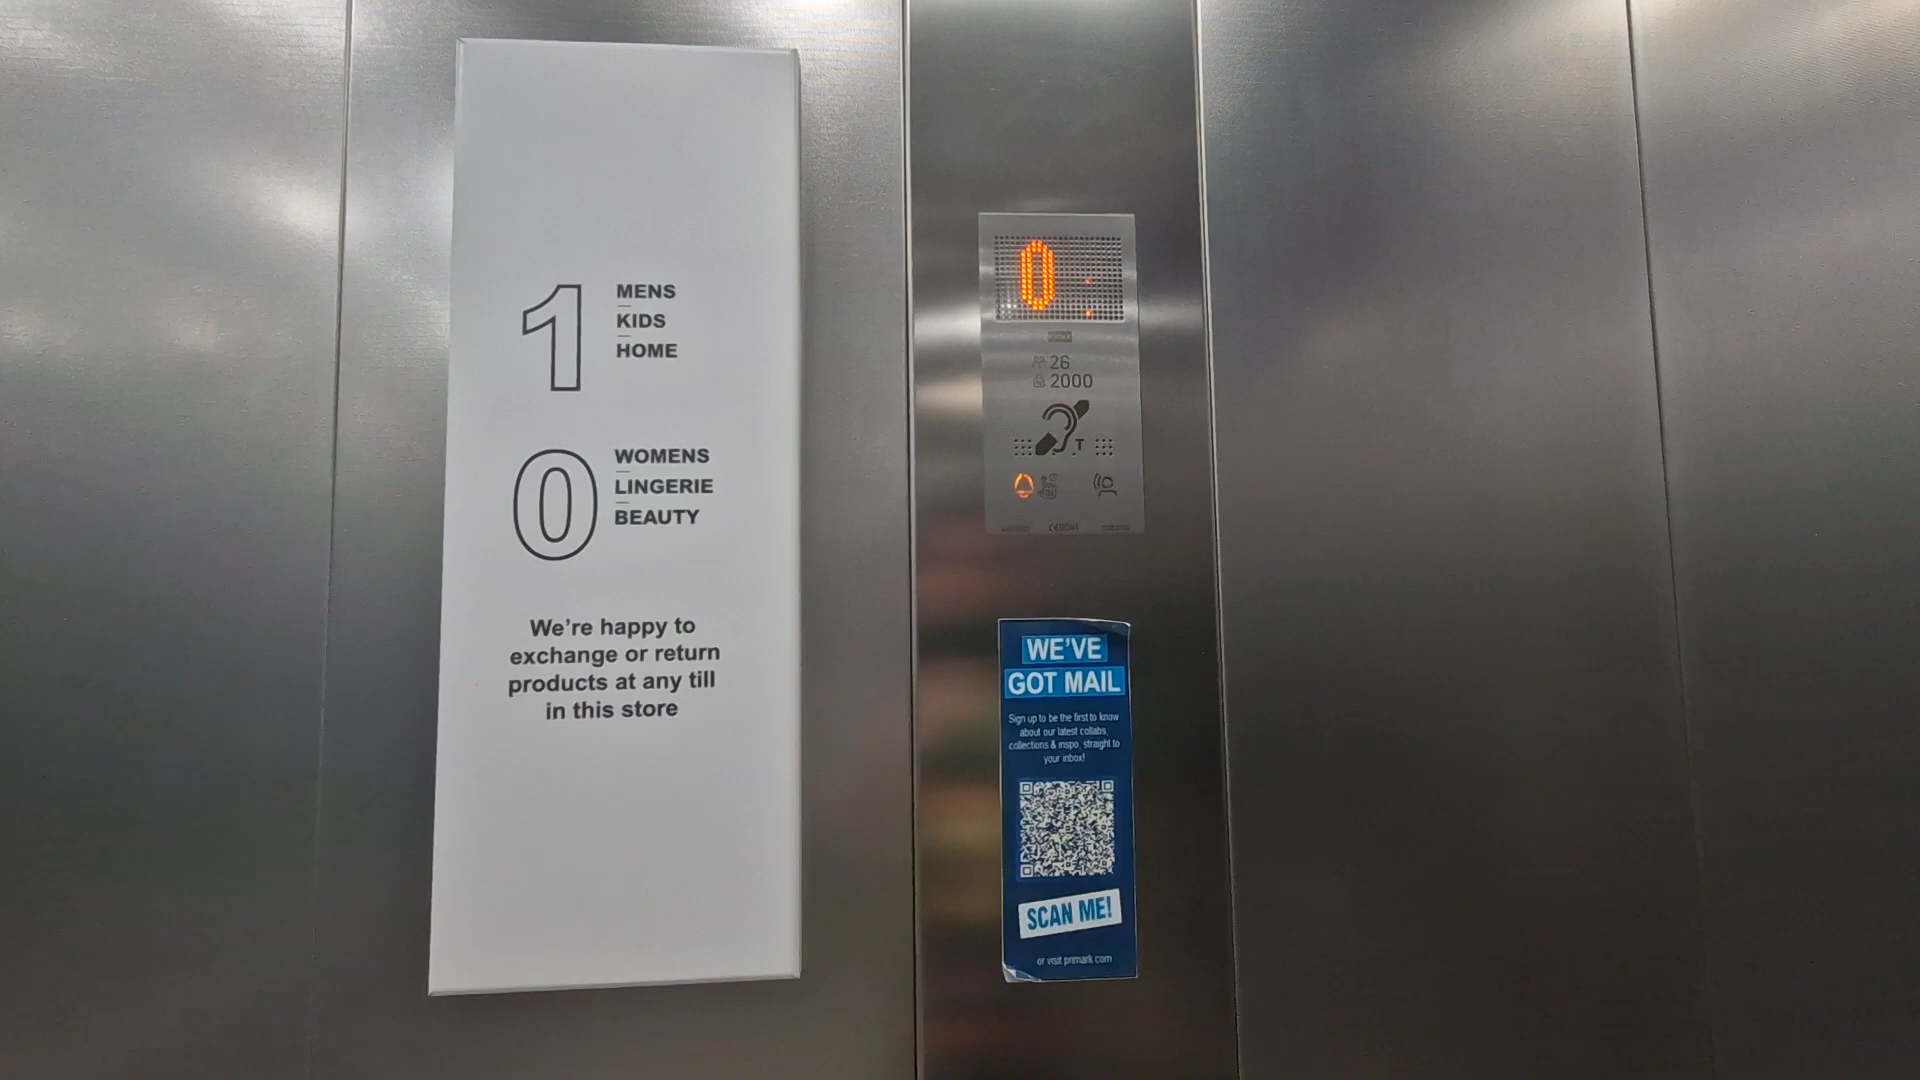 1
MENS
KIDS
HOME
0
WOMENS
LINGERIE
BEAUTY
We're happy to
exchange or return
products at any till
in this store
0
26
2000
T
WE'VE
GOT MAIL
Sign up to be the first to know
about our latest collabs,
collections & inspo, straight to
your inbox!
SCAN ME!
or visit primark.com